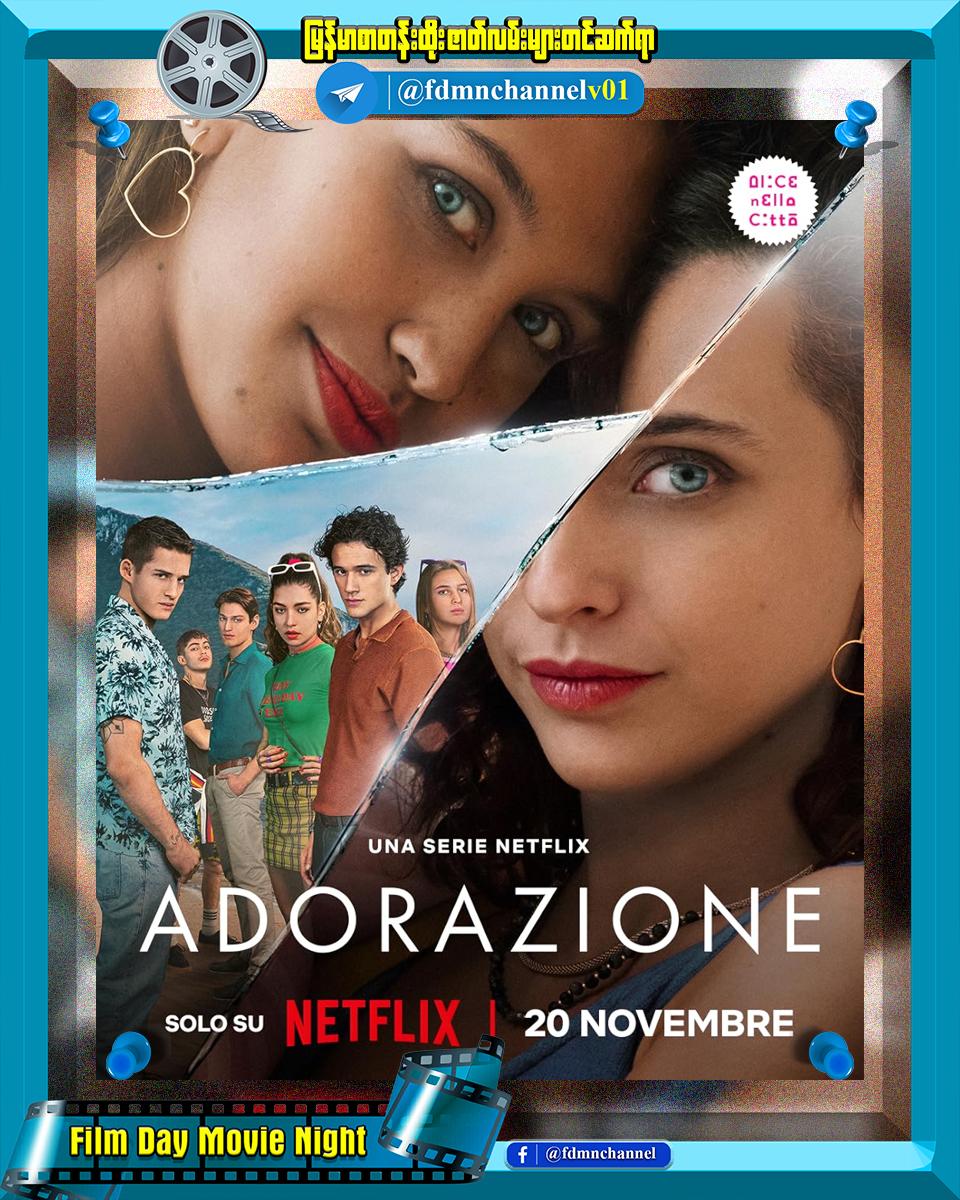 မြန်မာစာတန်းထိုးဇာတ်လမ်းများတင်ဆက်ရာ
@fdmnchannelv01
ALICE
nElla
Città
UNA SERIE NETFLIX
ADORAZIONE
SOLO SU NETFLIX | 20 NOVEMBRE
Film Day Movie Night
f @fdmnchannel